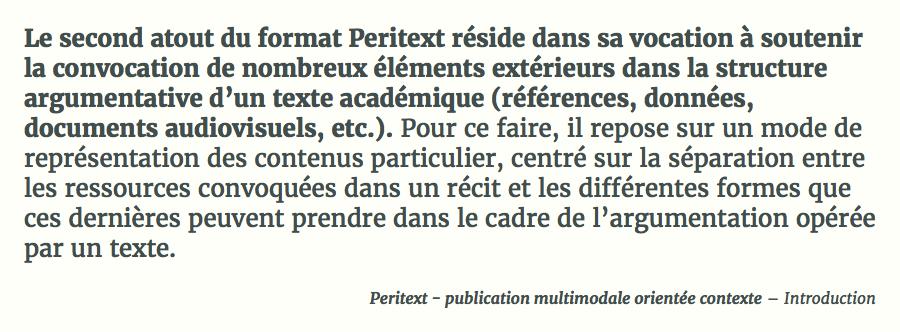 Le second atout du format Peritext réside dans sa vocation à soutenir
la convocation de nombreux éléments extérieurs dans la structure
argumentative d’un texte académique (références, données,
documents audiovisuels, etc.). Pour ce faire, il repose sur un mode de
représentation des contenus particulier, centré sur la séparation entre
les ressources convoquées dans un récit et les différentes formes que
ces dernières peuvent prendre dans le cadre de l’argumentation opérée
par un texte.
Peritext - publication multimodale orientée contexte – Introduction